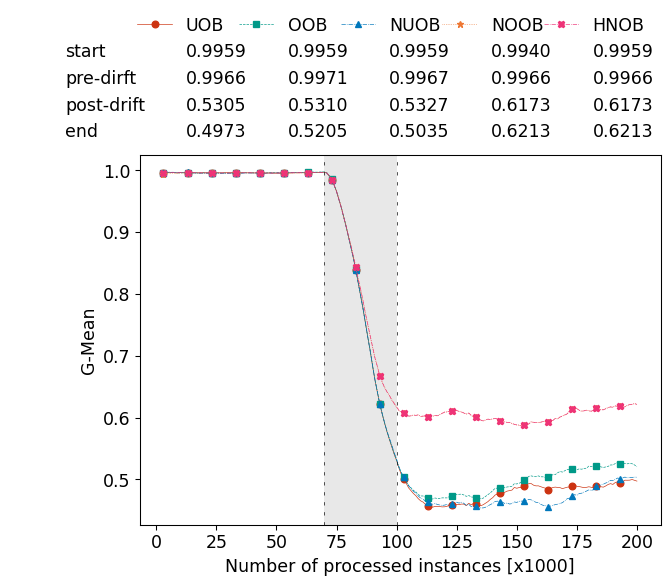 UOB OOB NUOB NOOB HNOB
start 0.9959 0.9959 0.9959 0.9940 0.9959
pre-dirft 0.9966 0.9971 0.9967 0.9966 0.9966
post-drift 0.5305 0.5310 0.5327 0.6173 0.6173
end 0.4973 0.5205 0.5035 0.6213 0.6213
1.0
0.9
0.8
0.7
0.6
0.5
G-Mean
0 25 50 75 100 125 150 175 200
Number of processed instances [x1000]